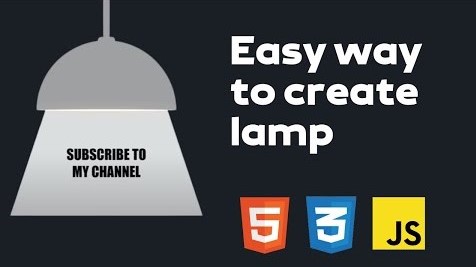 Easy way
to create
lamp
SUBSCRIBE TO
MY CHANNEL
5
3
JS